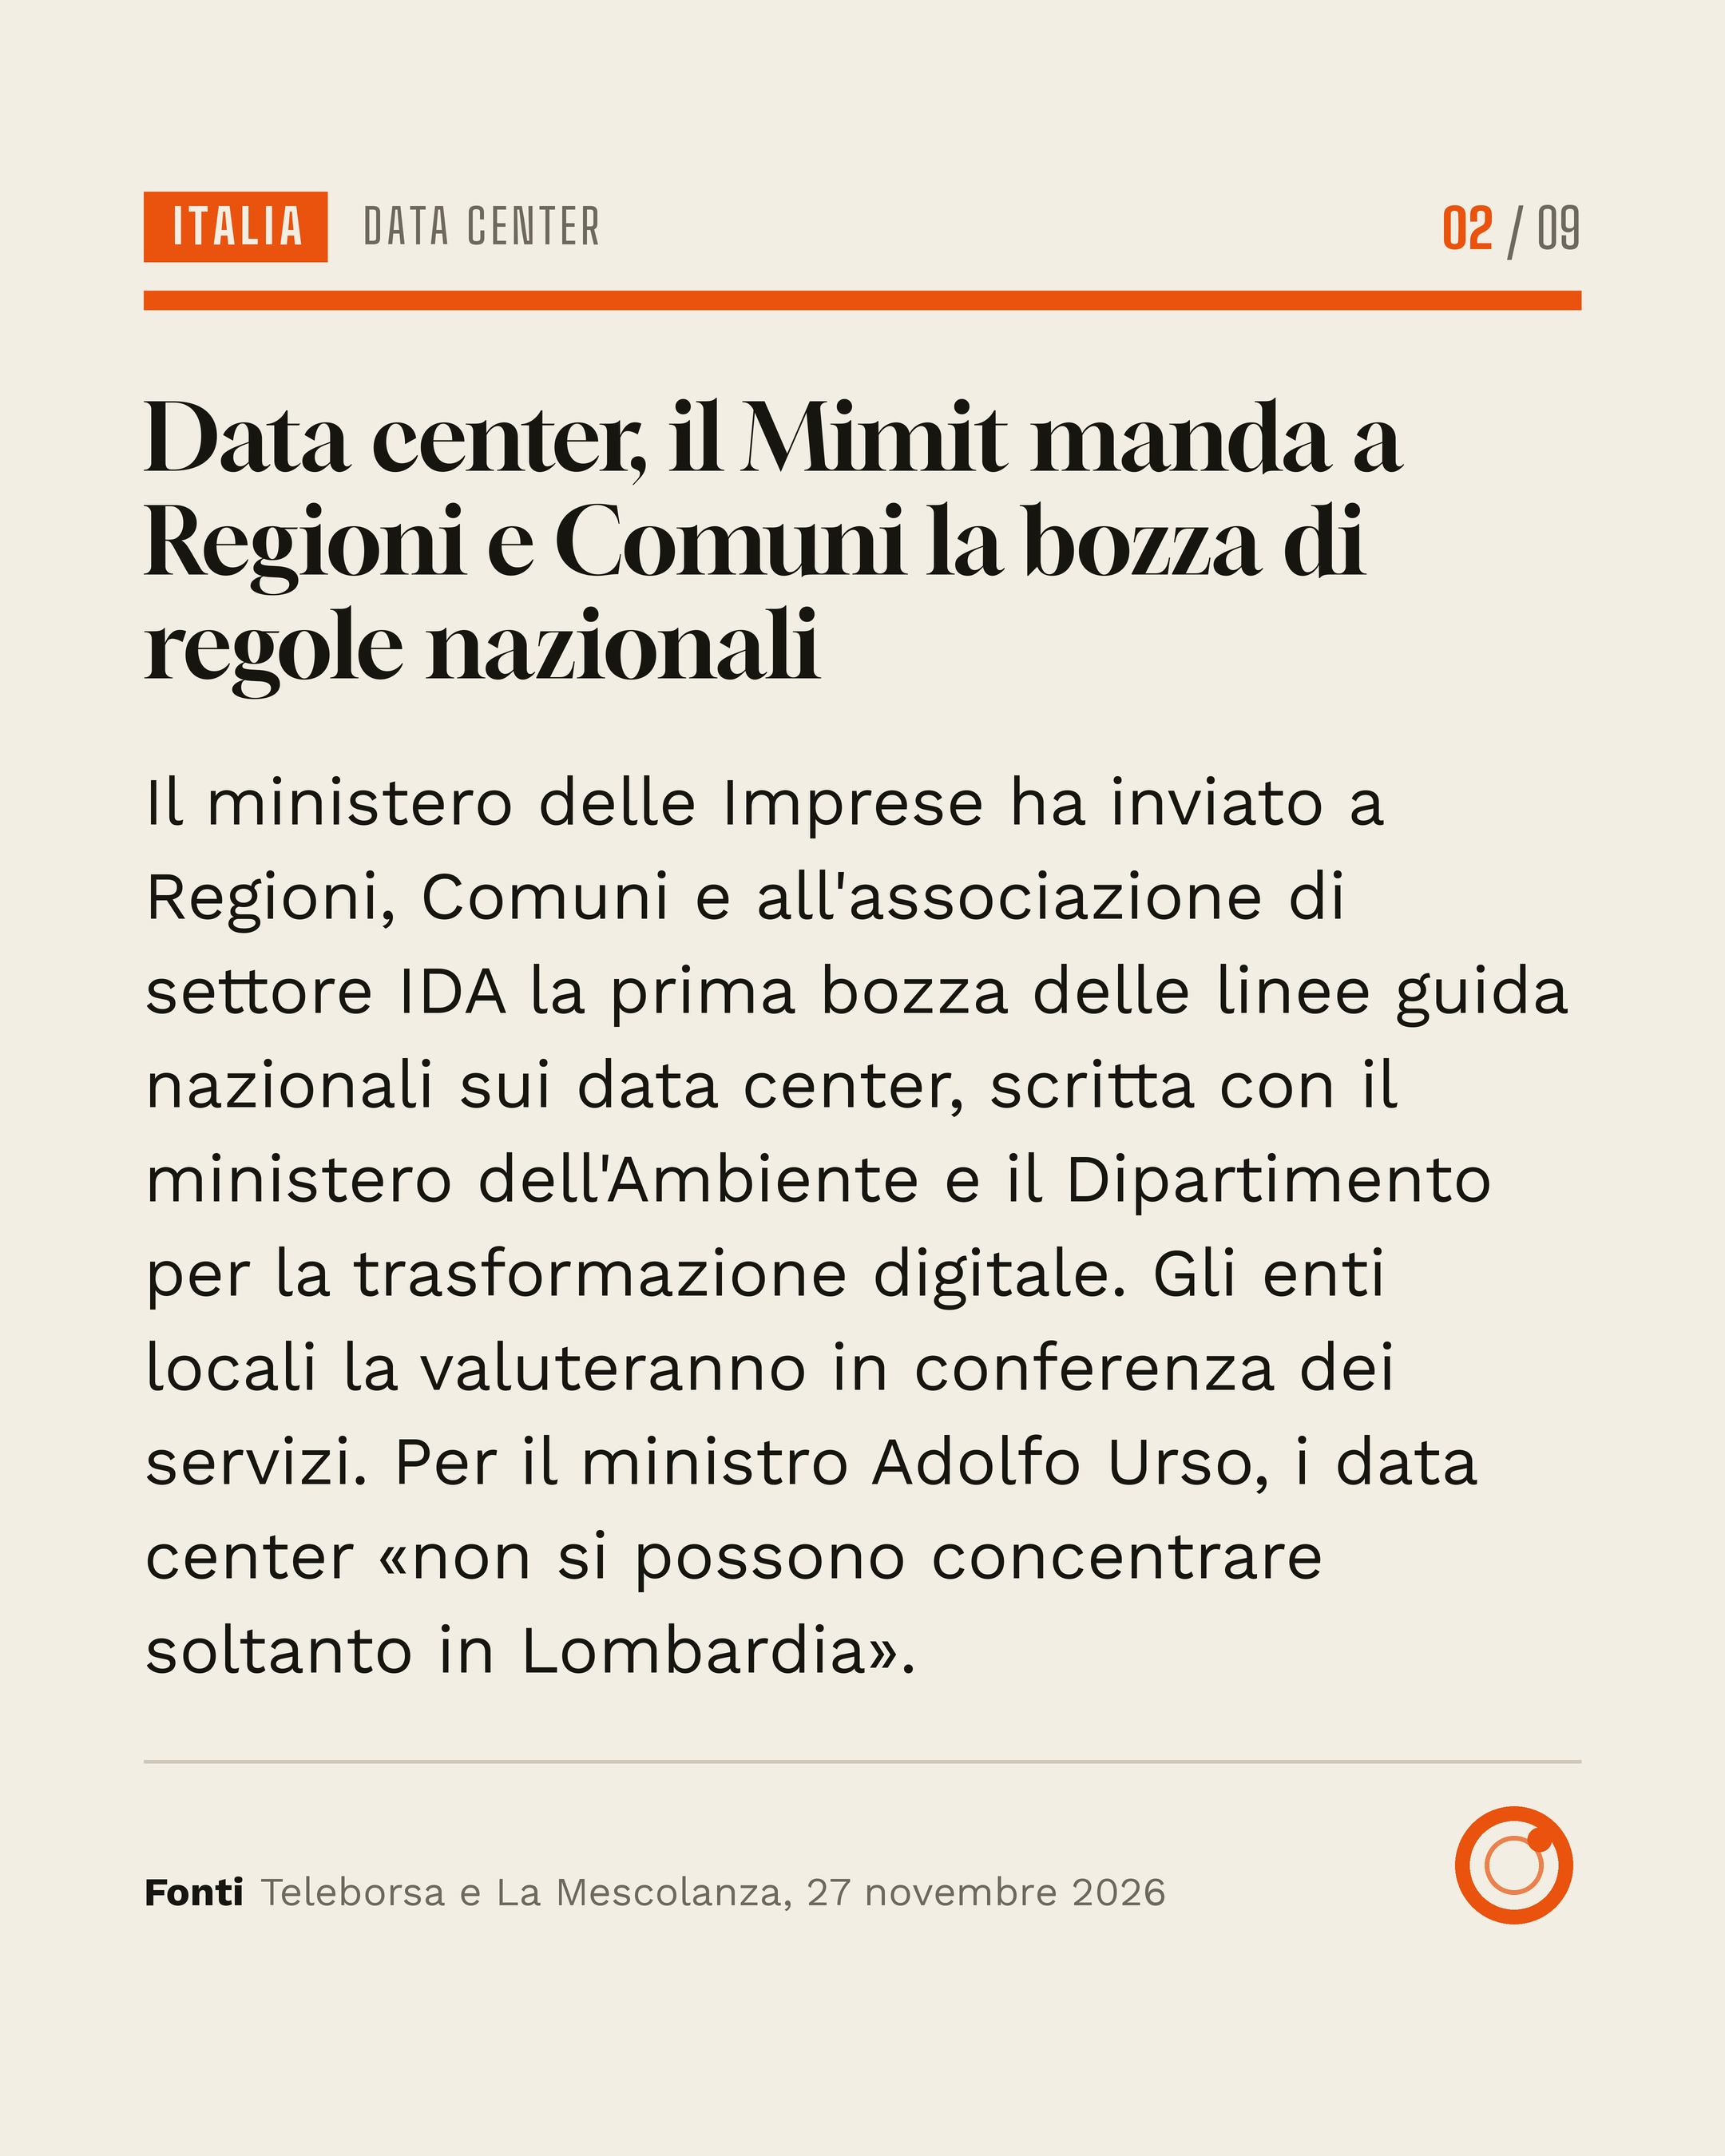 ITALIA DATA CENTER 02 / 09
Data center, il Mimit manda a
Regioni e Comuni la bozza di
regole nazionali
Il ministero delle Imprese ha inviato a
Regioni, Comuni e all'associazione di
settore IDA la prima bozza delle linee guida
nazionali sui data center, scritta con il
ministero dell'Ambiente e il Dipartimento
per la trasformazione digitale. Gli enti
locali la valuteranno in conferenza dei
servizi. Per il ministro Adolfo Urso, i data
center «non si possono concentrare
soltanto in Lombardia».
Fonti Teleborsa e La Mescolanza, 27 novembre 2026